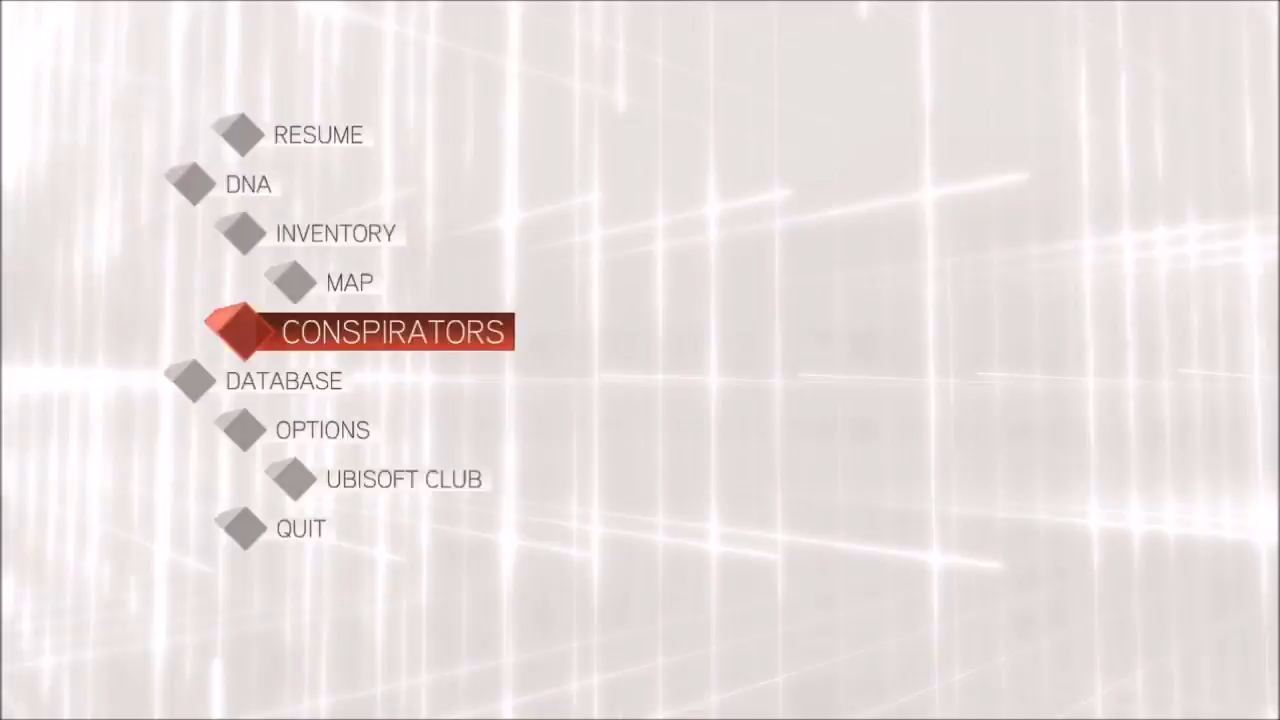 RESUME
DNA
INVENTORY
MAP
CONSPIRATORS
DATABASE
OPTIONS
UBISOFT CLUB
QUIT